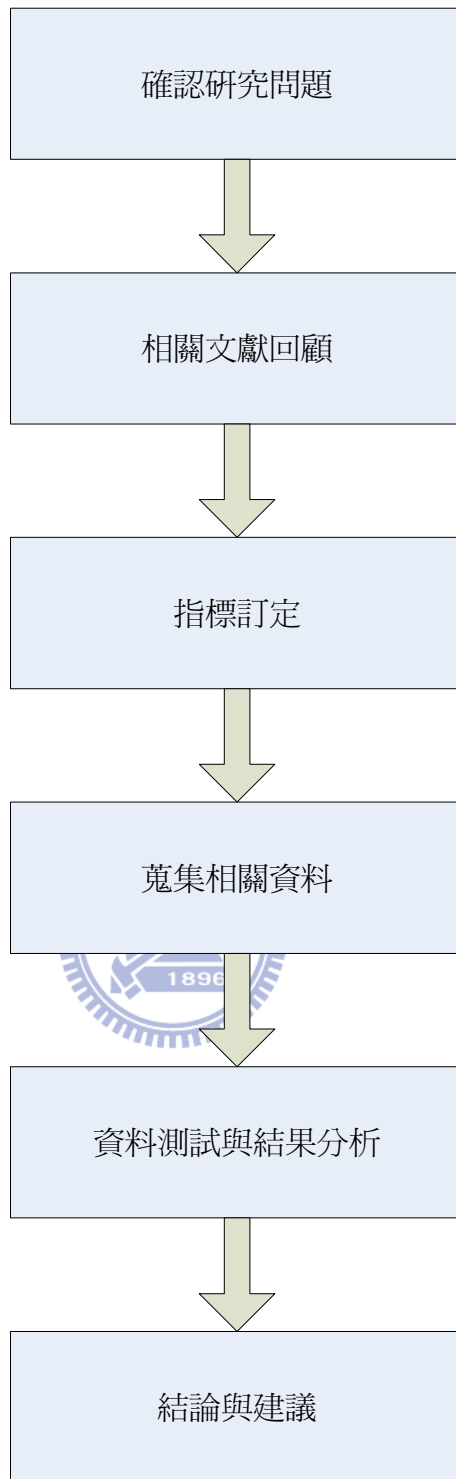 確認研究問題
相關文獻回顧
指標訂定
蒐集相關資料
1896
資料測試與結果分析
結論與建議